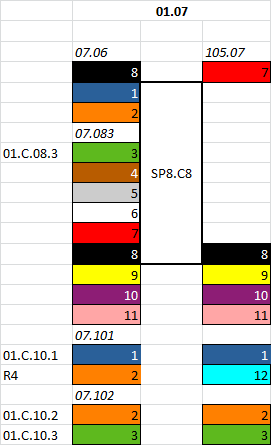 01.07
07.06 105.07
8 7
1
2
07.083
01.C.08.3 3
4
5 SP8.C8
6
7
8 8
9 9
10 10
11 11
07.101
01.C.10.1 1 1
R4 2 12
07.102
01.C.10.2 2 2
01.C.10.3 3 3